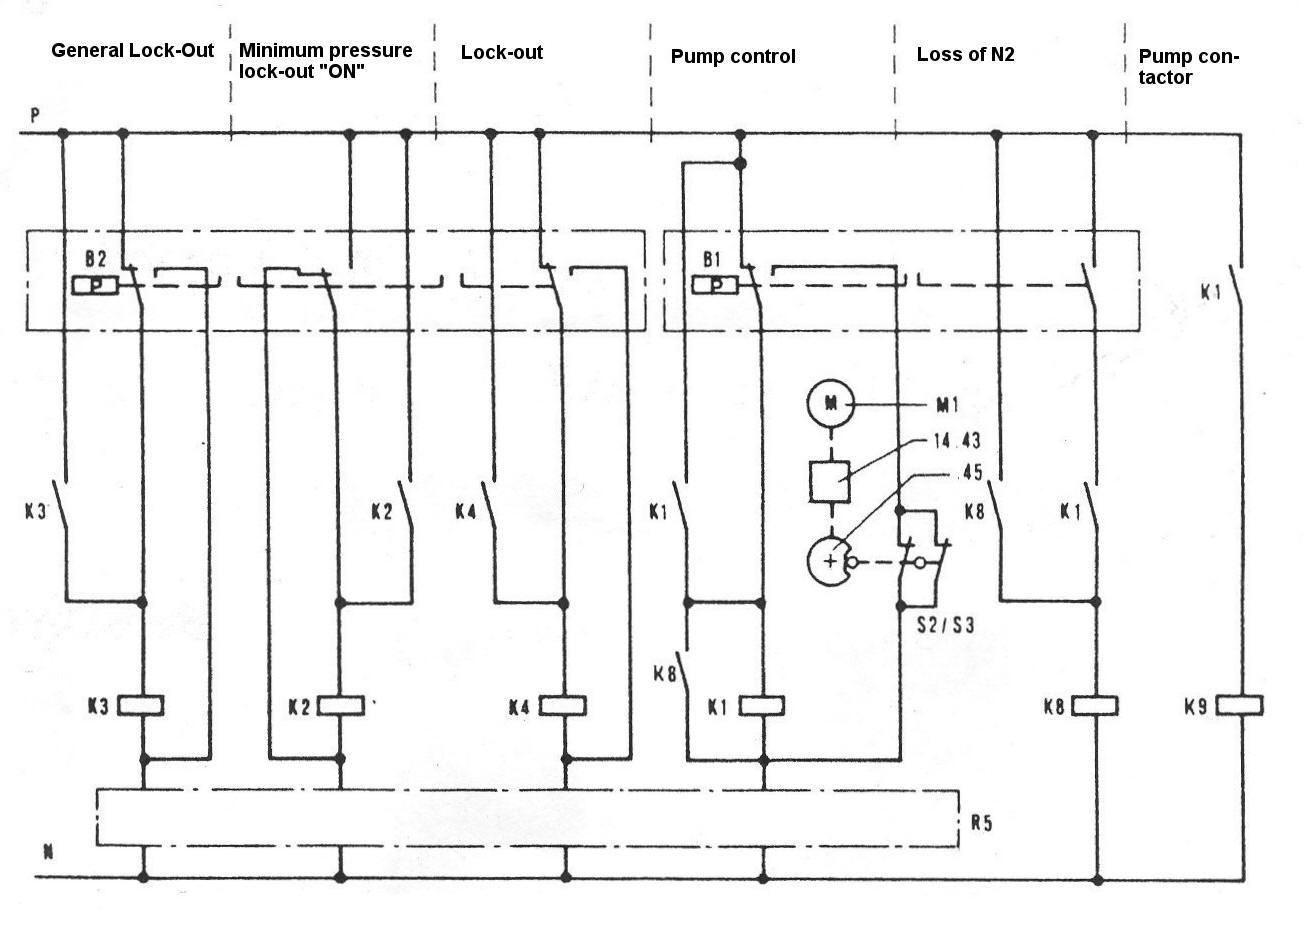 General Lock-Out
Minimum pressure
lock-out "ON"
Lock-out
Pump control
Loss of N2
Pump con-
tactor
P
B2
P
B1
P
K1
M
M1
14.43
.45
K3
K2
K4
K1
K8
K1
+
S2/S3
K8
K3
K2
K4
K1
K8
K9
R5
N